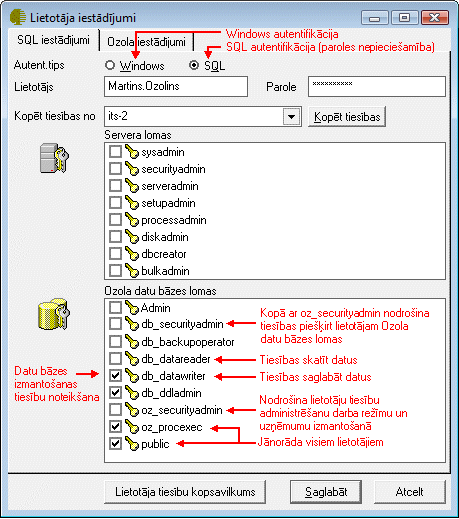 Lietotāja iestādījumi
SQL iestādījumi
Ozola iestādījumi
Windows autentifikācija
SQL autentifikācija (paroles nepieciešamība)
Autent.tips
Windows
SQL
Lietotājs
Martins.Ozolins
Parole
**********
Kopēt tiesības no
its-2
Kopēt tiesības
Servera lomas
sysadmin
securityadmin
serveradmin
setupadmin
processadmin
diskadmin
dbcreator
bulkadmin
Ozola datu bāzes lomas
Admin
db_securityadmin
db_backupoperator
db_datareader
db_datawriter
db_ddladmin
oz_securityadmin
oz_procexec
public
Kopā ar oz_securityadmin nodrošina
tiesības piešķirt lietotājam Ozola
datu bāzes lomas
Tiesības skatīt datus
Tiesības saglabāt datus
Nodrošina lietotāju tiesību
administrēšanu darba režīmu un
uzņēmumu izmantošanā
Jānorāda visiem lietotājiem
Datu bāzes
izmantošanas
tiesību noteikšana
Lietotāja tiesību kopsavilkums
Saglabāt
Atcelt